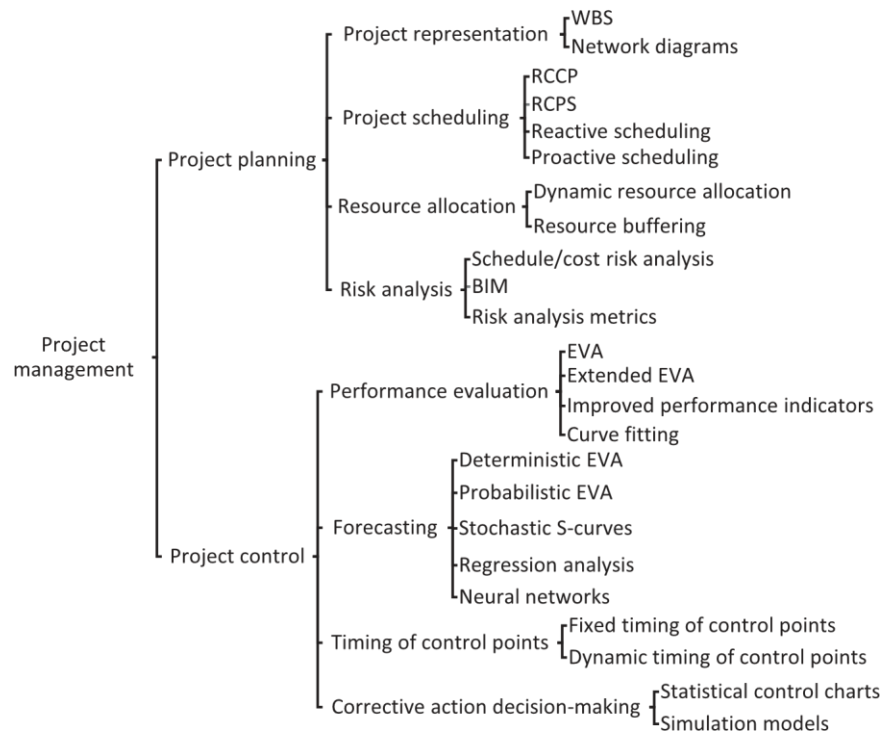 Project
management
Project planning
Project representation
WBS
Network diagrams
Project scheduling
RCCP
RCPS
Reactive scheduling
Proactive scheduling
Resource allocation
Dynamic resource allocation
Resource buffering
Risk analysis
Schedule/cost risk analysis
BIM
Risk analysis metrics
Project control
Performance evaluation
EVA
Extended EVA
Improved performance indicators
Curve fitting
Forecasting
Deterministic EVA
Probabilistic EVA
Stochastic S-curves
Regression analysis
Neural networks
Timing of control points
Fixed timing of control points
Dynamic timing of control points
Corrective action decision-making
Statistical control charts
Simulation models